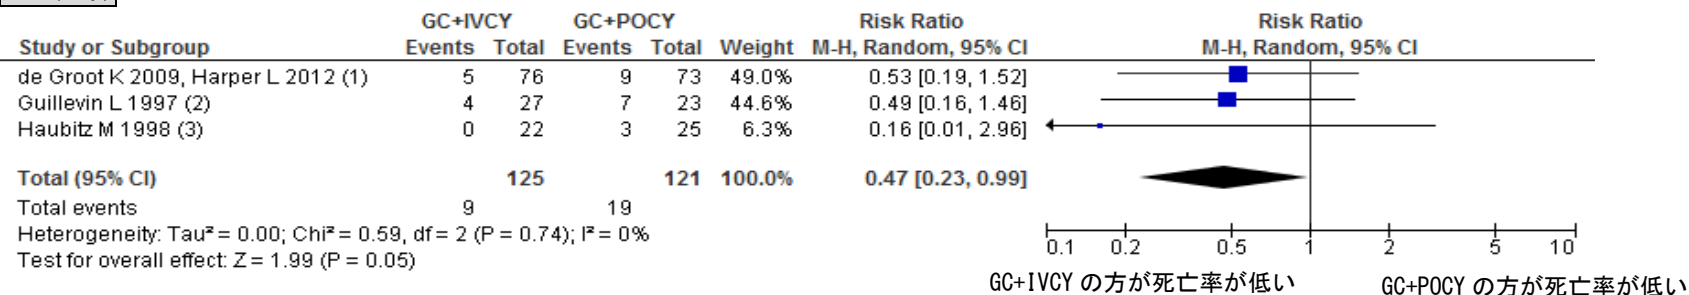 GC+IVCY GC+POCY Risk Ratio Risk Ratio
Study or Subgroup Events Total Events Total Weight M-H, Random, 95% CI M-H, Random, 95% CI
de Groot K 2009, Harper L 2012 (1) 5 76 9 73 49.0% 0.53 [0.19, 1.52]
Guillevin L 1997 (2) 4 27 7 23 44.6% 0.49 [0.16, 1.46]
Haubitz M 1998 (3) 0 22 3 25 6.3% 0.16 [0.01, 2.96]
Total (95% CI) 125 121 100.0% 0.47 [0.23, 0.99]
Total events 9 19
Heterogeneity: Tau² = 0.00; Chi² = 0.59, df = 2 (P = 0.74); I² = 0%
Test for overall effect: Z = 1.99 (P = 0.05)
0.1 0.2 0.5 1 2 5 10
GC+IVCY の方が死亡率が低い GC+POCY の方が死亡率が低い